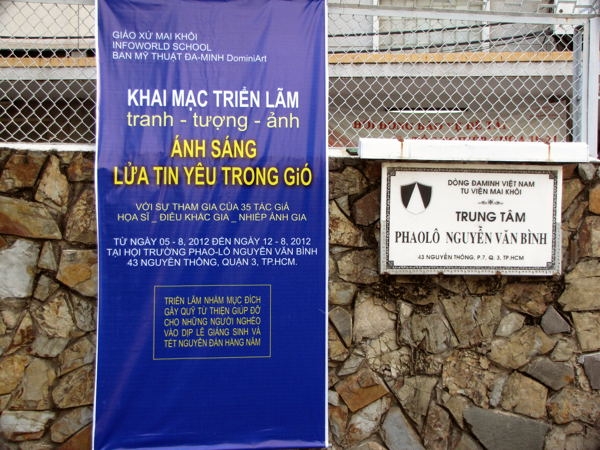 GIÁO XỨ MAI KHÔI
INFOWORLD SCHOOL
BAN MỸ THUẬT ĐA-MINH DominiArt
KHAI MẠC TRIỂN LÃM
tranh - tượng - ảnh
ÁNH SÁNG
LỬA TIN YÊU TRONG GIÓ
VỚI SỰ THAM GIA CỦA 35 TÁC GIẢ
HỌA SĨ _ ĐIÊU KHẮC GIA _ NHIẾP ẢNH GIA
TỪ NGÀY 05 - 8, 2012 ĐẾN NGÀY 12 - 8, 2012
TẠI HỘI TRƯỜNG PHAO-LÔ NGUYỄN VĂN BÌNH
43 NGUYỄN THÔNG, QUẬN 3, TP.HCM.
TRIỂN LÃM NHẰM MỤC ĐÍCH
GÂY QUỸ TỪ THIỆN GIÚP ĐỠ
CHO NHỮNG NGƯỜI NGHÈO
VÀO DỊP LỄ GIÁNG SINH VÀ
TẾT NGUYÊN ĐÁN HÀNG NĂM
DÒNG ĐAMINH VIỆT NAM
TU VIỆN MAI KHÔI
TRUNG TÂM
PHAOLÔ NGUYỄN VĂN BÌNH
43 NGUYỄN THÔNG, P.7, Q. 3, TP.HCM